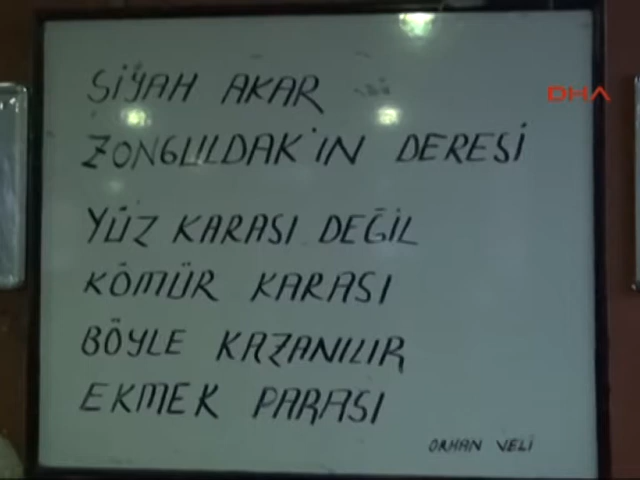 SİYAH AKAR
DHA
ZONGULDAK'IN DERESİ
YÜZ KARASI DEĞİL
KÖMÜR KARASI
BÖYLE KAZANILIR
EKMEK PARASI
ORHAN VELİ